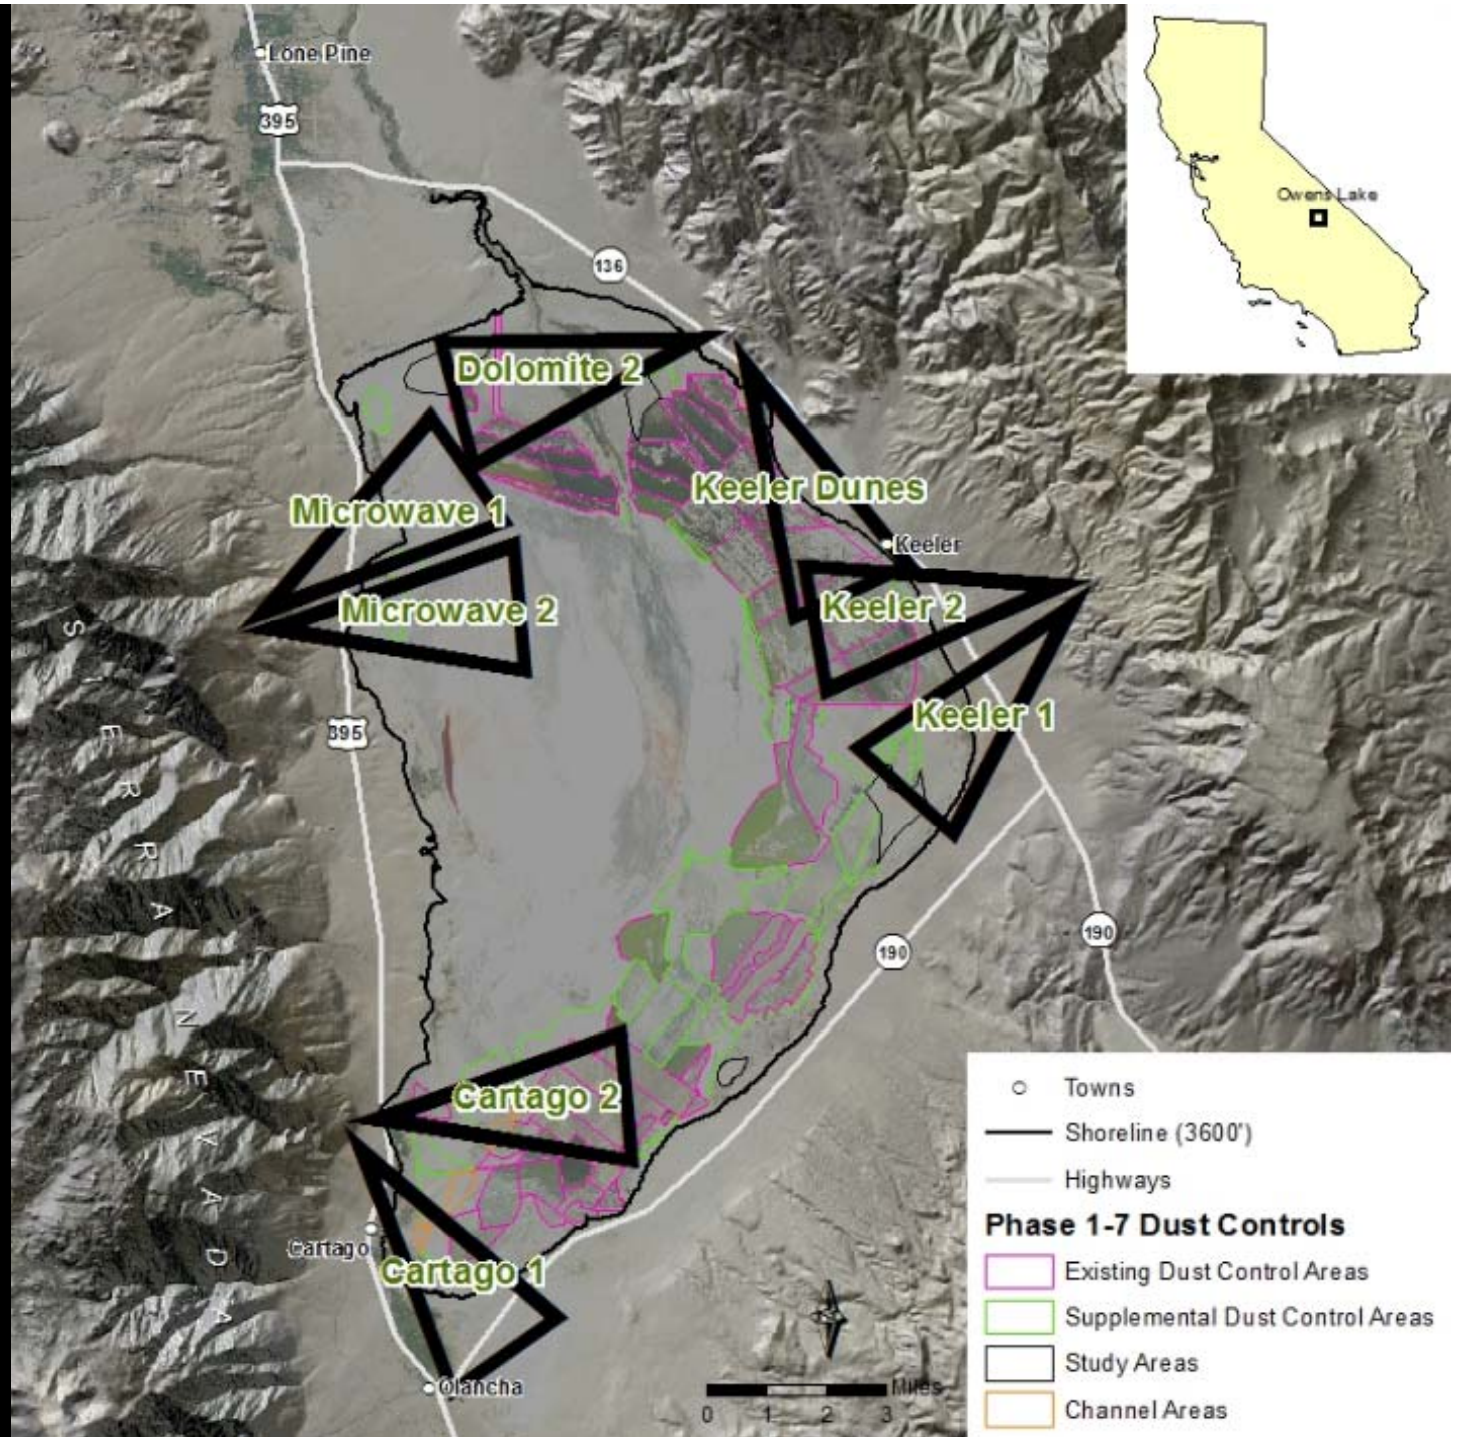 Lone Pine
395
Owens Lake
136
Dolomite 2
Microwave 1
Keeler Dunes
Keeler
Microwave 2
Keeler 2
Keeler 1
395
SIERRA NEVADA
190
190
Cartago 2
Cartago
Cartago 1
Olancha
Miles
0 1 2 3
Towns
Shoreline (3600')
Highways
Phase 1-7 Dust Controls
Existing Dust Control Areas
Supplemental Dust Control Areas
Study Areas
Channel Areas